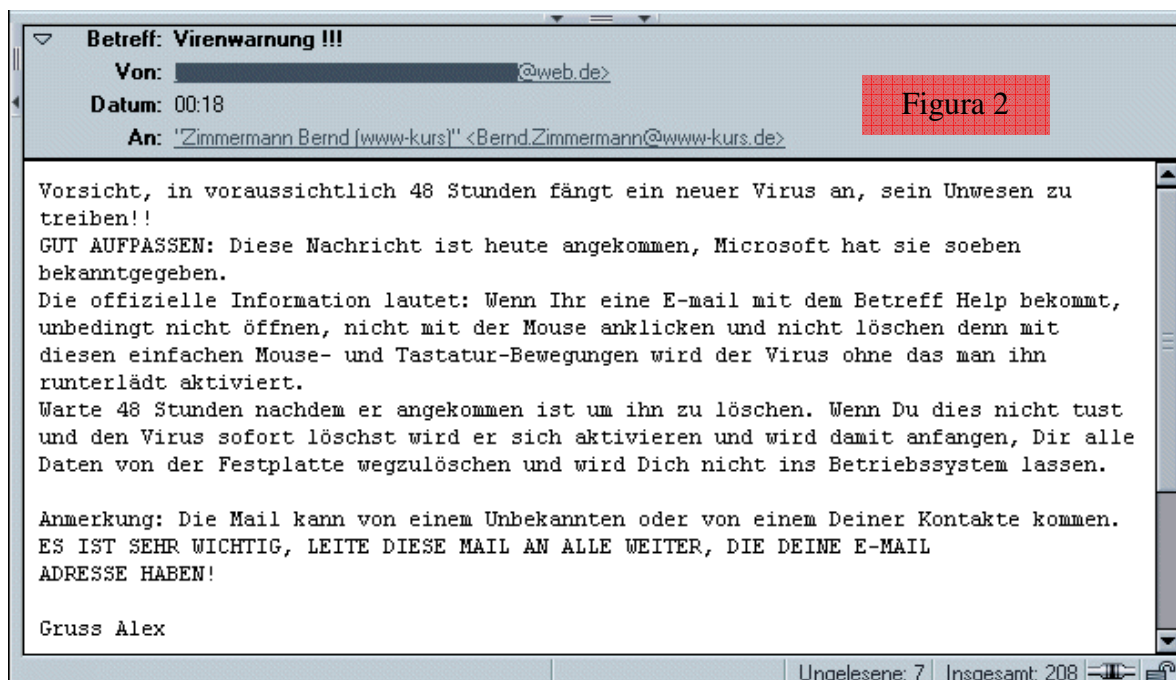 Betreff: Virenwarnung !!!
Von: @web.de>
Datum: 00:18
Figura 2
An: "Zimmermann Bernd (www-kurs)" <Bernd.Zimmermann@www-kurs.de>
Vorsicht, in voraussichtlich 48 Stunden fängt ein neuer Virus an, sein Unwesen zu
treiben!!
GUT AUFPASSEN: Diese Nachricht ist heute angekommen, Microsoft hat sie soeben
bekanntgegeben.
Die offizielle Information lautet: Wenn Ihr eine E-mail mit dem Betreff Help bekommt,
unbedingt nicht öffnen, nicht mit der Mouse anklicken und nicht löschen denn mit
diesen einfachen Mouse- und Tastatur-Bewegungen wird der Virus ohne das man ihn
runterlädt aktiviert.
Warte 48 Stunden nachdem er angekommen ist um ihn zu löschen. Wenn Du dies nicht tust
und den Virus sofort löschst wird er sich aktivieren und wird damit anfangen, Dir alle
Daten von der Festplatte wegzulöschen und wird Dich nicht ins Betriebssystem lassen.
Anmerkung: Die Mail kann von einem Unbekannten oder von einem Deiner Kontakte kommen.
ES IST SEHR WICHTIG, LEITE DIESE MAIL AN ALLE WEITER, DIE DEINE E-MAIL
ADRESSE HABEN!
Gruss Alex
Ungelesene: 7 Insgesamt: 208